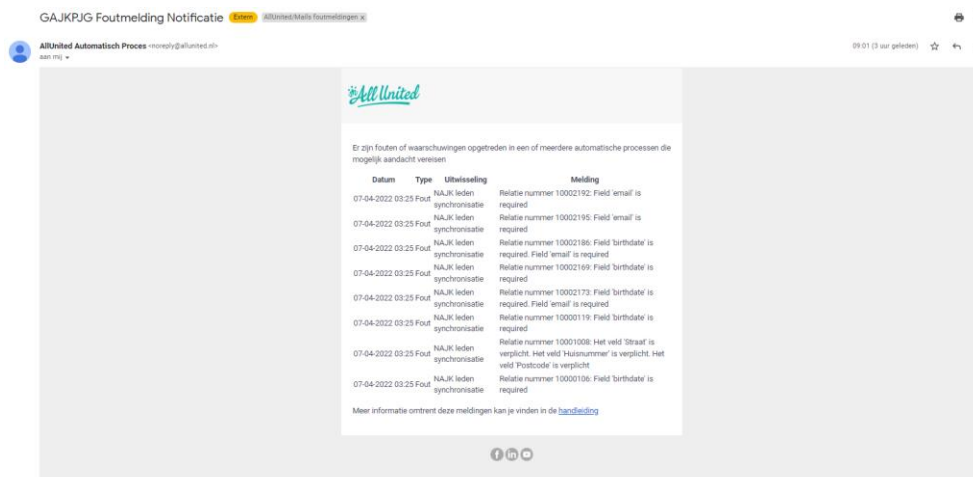 GAJKPJG Foutmelding Notificatie Extern AllUnited/Mails foutmeldingen x
AllUnited Automatisch Proces <noreply@allunited.nl>
09:01 (3 uur geleden)
aan mij
All United
Er zijn fouten of waarschuwingen opgetreden in een of meerdere automatische processen die
mogelijk aandacht vereisen
Datum Type Uitwisseling Melding
07-04-2022 03:25 Fout NAJK leden synchronisatie Relatie nummer 10002192: Field 'email' is required
07-04-2022 03:25 Fout NAJK leden synchronisatie Relatie nummer 10002195: Field 'email' is required
07-04-2022 03:25 Fout NAJK leden synchronisatie Relatie nummer 10002186: Field 'birthdate' is required. Field 'email' is required
07-04-2022 03:25 Fout NAJK leden synchronisatie Relatie nummer 10002169: Field 'birthdate' is required
07-04-2022 03:25 Fout NAJK leden synchronisatie Relatie nummer 10002173: Field 'birthdate' is required. Field 'email' is required
07-04-2022 03:25 Fout NAJK leden synchronisatie Relatie nummer 10000119: Field 'birthdate' is required
07-04-2022 03:25 Fout NAJK leden synchronisatie Relatie nummer 10001008: Het veld 'Straat' is verplicht. Het veld 'Huisnummer' is verplicht. Het veld 'Postcode' is verplicht
07-04-2022 03:25 Fout NAJK leden synchronisatie Relatie nummer 10000106: Field 'birthdate' is required
Meer informatie omtrent deze meldingen kan je vinden in de handleiding